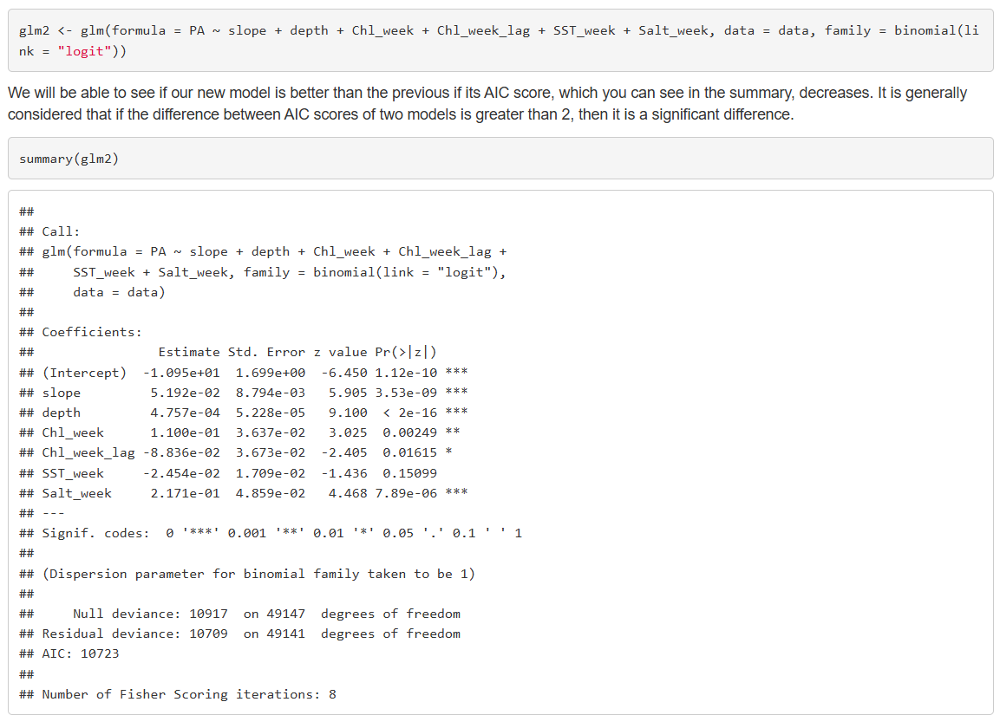 glm2 <- glm(formula = PA ~ slope + depth + Chl_week + Chl_week_lag + SST_week + Salt_week, data = data, family = binomial(li
nk = "logit"))
We will be able to see if our new model is better than the previous if its AIC score, which you can see in the summary, decreases. It is generally
considered that if the difference between AIC scores of two models is greater than 2, then it is a significant difference.
summary(glm2)
##
## Call:
## glm(formula = PA ~ slope + depth + Chl_week + Chl_week_lag +
##     SST_week + Salt_week, family = binomial(link = "logit"),
##     data = data)
##
## Coefficients:
##                Estimate Std. Error z value Pr(>|z|)
## (Intercept)  -1.095e+01  1.699e+00  -6.450 1.12e-10 ***
## slope         5.192e-02  8.794e-03   5.905 3.53e-09 ***
## depth         4.757e-04  5.228e-05   9.100  < 2e-16 ***
## Chl_week      1.100e-01  3.637e-02   3.025  0.00249 **
## Chl_week_lag -8.836e-02  3.673e-02  -2.405  0.01615 *
## SST_week     -2.454e-02  1.709e-02  -1.436  0.15099
## Salt_week     2.171e-01  4.859e-02   4.468 7.89e-06 ***
## ---
## Signif. codes:  0 '***' 0.001 '**' 0.01 '*' 0.05 '.' 0.1 ' ' 1
##
## (Dispersion parameter for binomial family taken to be 1)
##
##     Null deviance: 10917  on 49147  degrees of freedom
## Residual deviance: 10709  on 49141  degrees of freedom
## AIC: 10723
##
## Number of Fisher Scoring iterations: 8